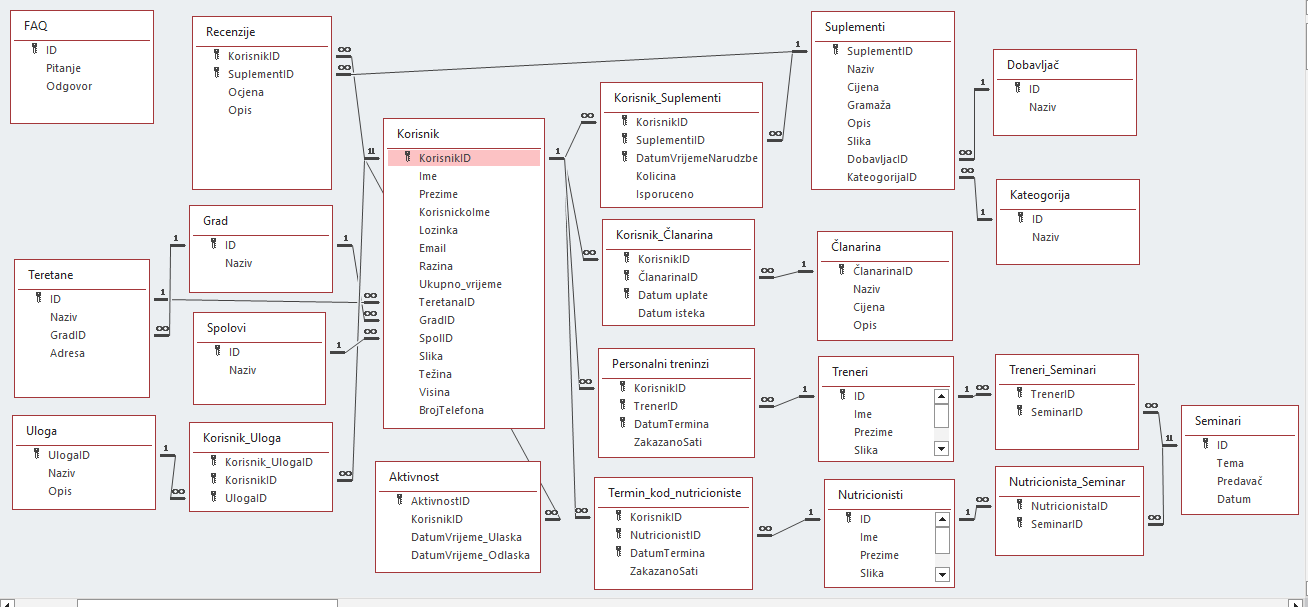 FAQ
ID
Pitanje
Odgovor
Recenzije
KorisnikID
SuplementID
Ocjena
Opis
Korisnik
KorisnikID
Ime
Prezime
KorisnickoIme
Lozinka
Email
Razina
Ukupno_vrijeme
TeretanaID
GradID
SpolID
Slika
Težina
Visina
BrojTelefona
Grad
ID
Naziv
Teretane
ID
Naziv
GradID
Adresa
Spolovi
ID
Naziv
Uloga
UlogaID
Naziv
Opis
Korisnik_Uloga
Korisnik_UlogaID
KorisnikID
UlogaID
Aktivnost
AktivnostID
KorisnikID
DatumVrijeme_Ulaska
DatumVrijeme_Odlaska
Korisnik_Suplementi
KorisnikID
SuplementiID
DatumVrijemeNarudzbe
Kolicina
Isporuceno
Korisnik_Članarina
KorisnikID
ČlanarinaID
Datum uplate
Datum isteka
Personalni treninzi
KorisnikID
TrenerID
DatumTermina
ZakazanoSati
Termin_kod_nutricioniste
KorisnikID
NutricionistID
DatumTermina
ZakazanoSati
Suplementi
SuplementID
Naziv
Cijena
Gramaža
Opis
Slika
DobavljacID
KateogorijaID
Dobavljač
ID
Naziv
Kateogorija
ID
Naziv
Članarina
ČlanarinaID
Naziv
Cijena
Opis
Treneri
ID
Ime
Prezime
Slika
Nutricionisti
ID
Ime
Prezime
Slika
Treneri_Seminari
TrenerID
SeminarID
Nutricionista_Seminar
NutricionistaID
SeminarID
Seminari
ID
Tema
Predavač
Datum